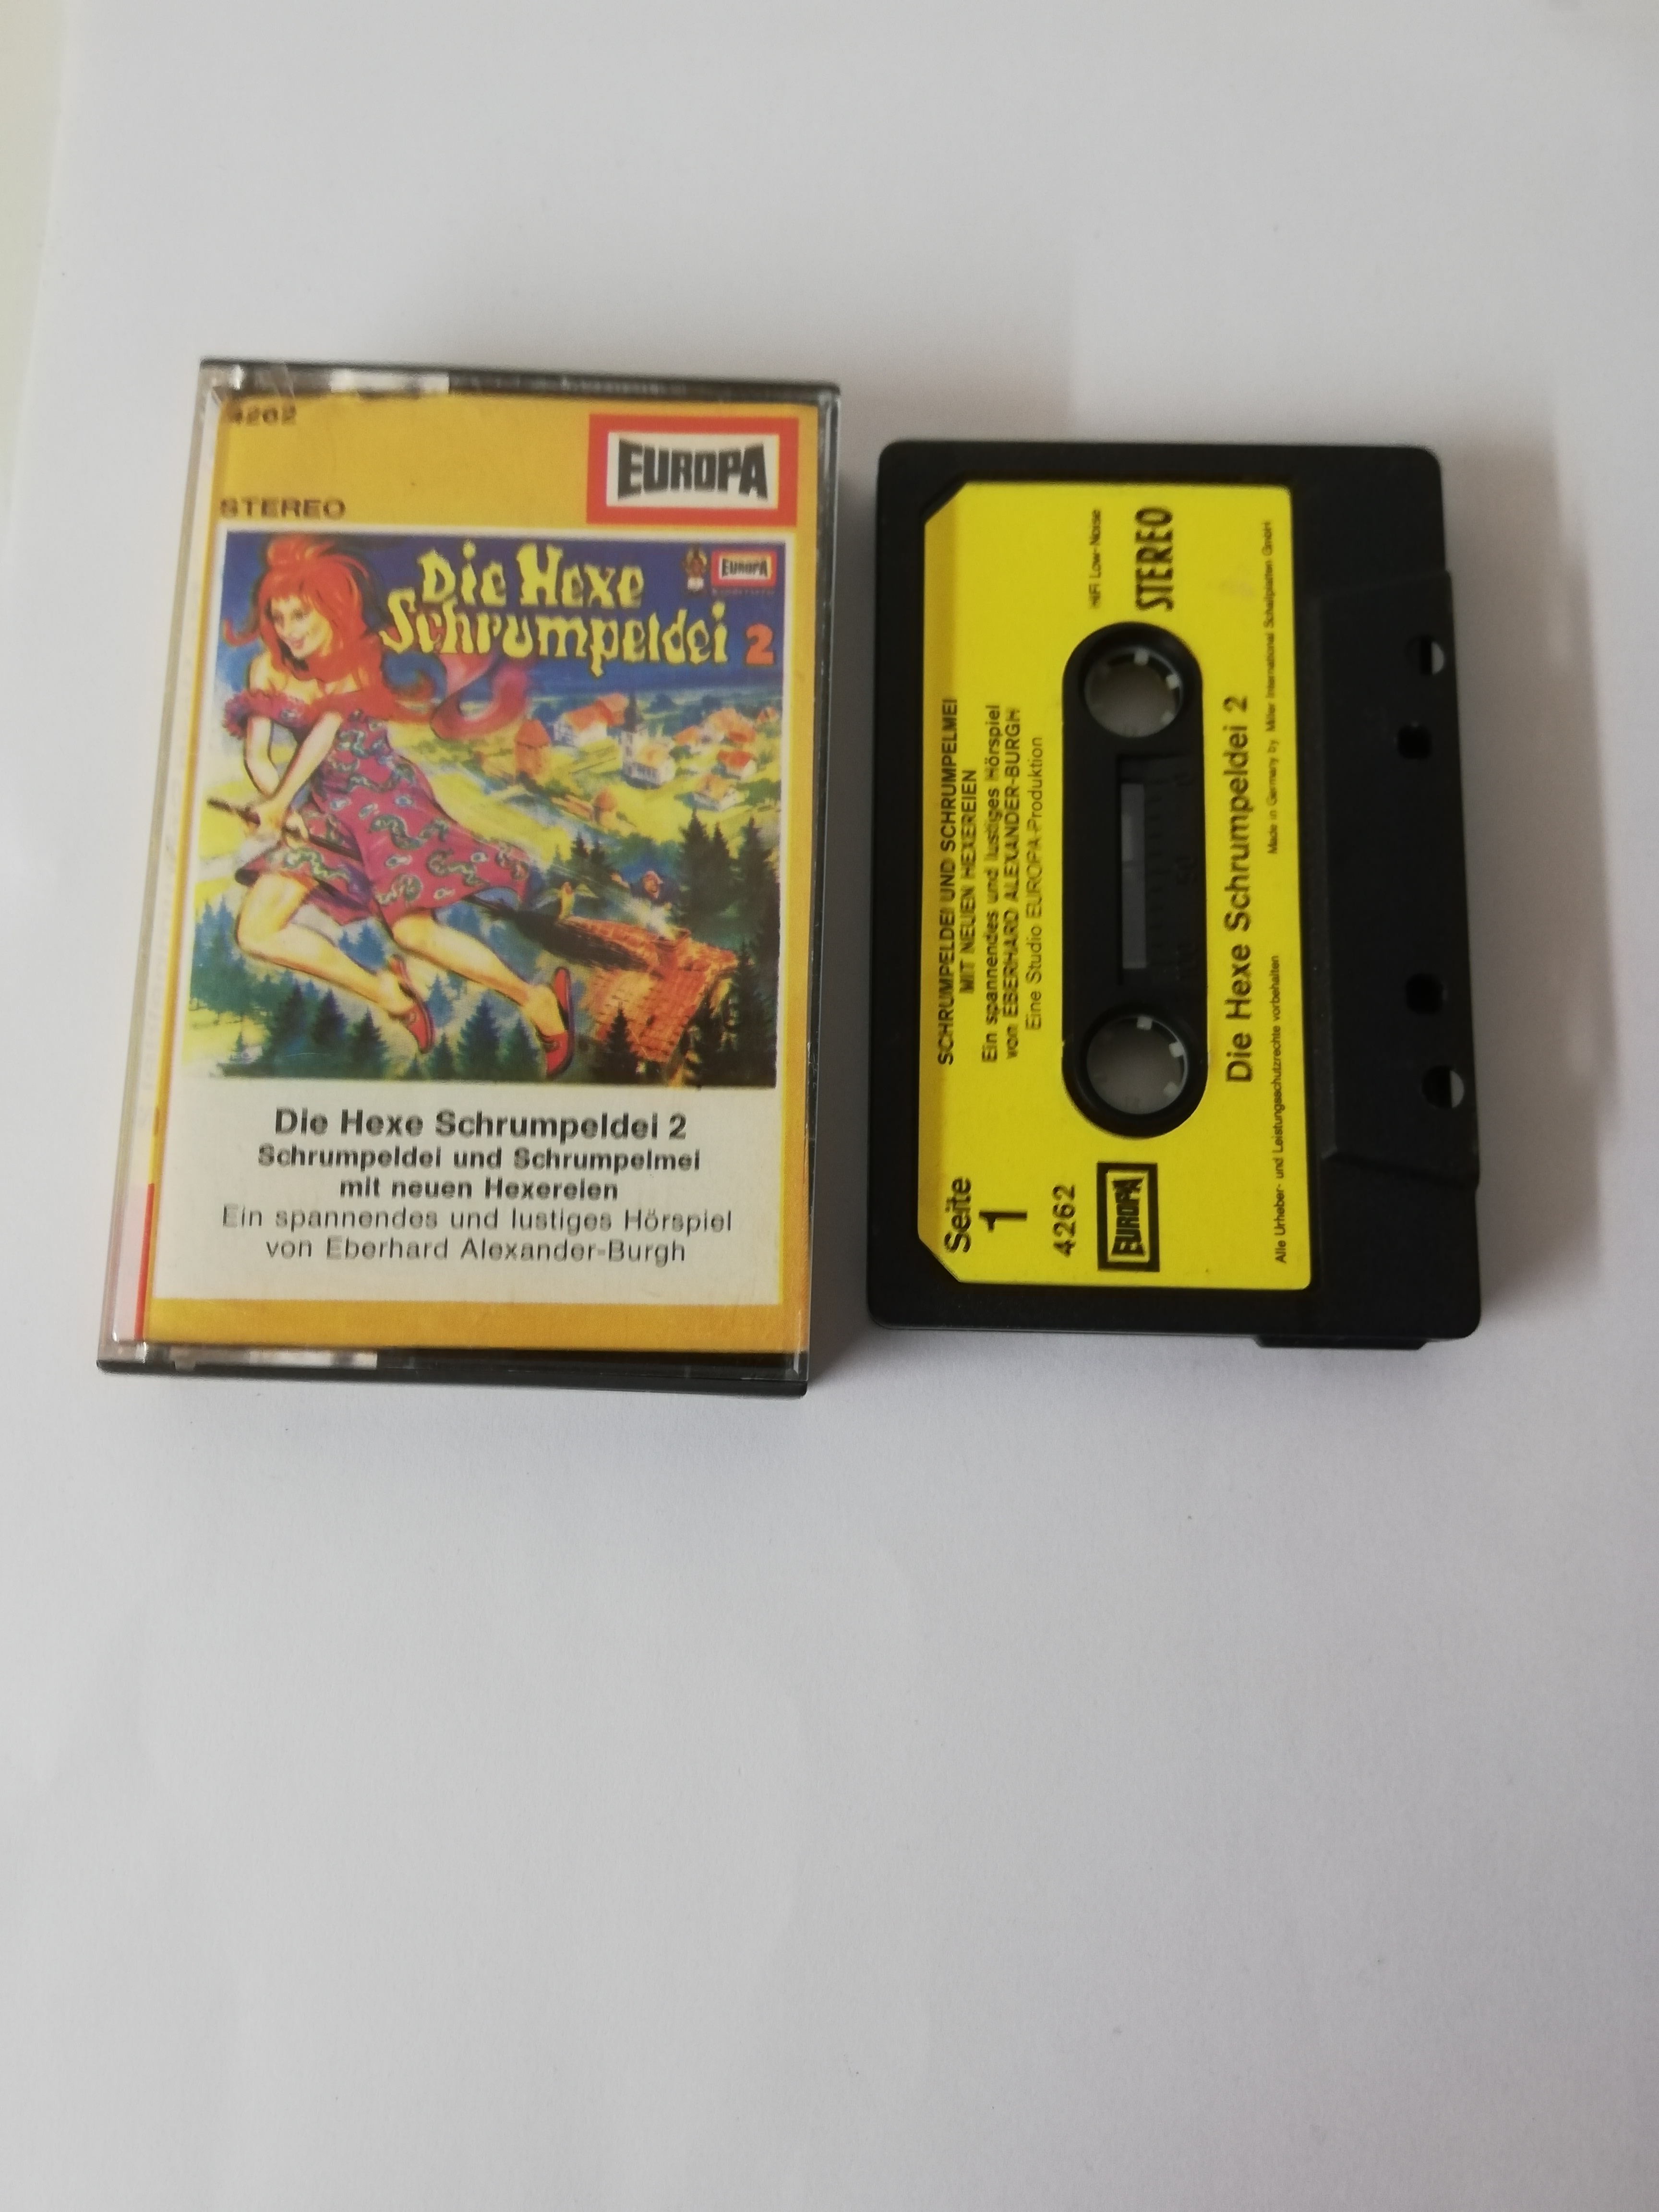 4262
EUROPA
STEREO
Die Hexe
Schrumpeldei 2
EUROPA
Die Hexe Schrumpeldei 2
Schrumpeldei und Schrumpelmei
mit neuen Hexereien
Ein spannendes und lustiges Hörspiel
von Eberhard Alexander-Burgh
SCHRUMPELDEI UND SCHRUMPELMEI
MIT NEUEN HEXEREIEN
Ein spannendes und lustiges Hörspiel
von EBERHARD ALEXANDER-BURGH
Eine Studio EUROPA-Produktion
Seite
1
4262
EUROPA
HiFi Low-Noise
STEREO
Die Hexe Schrumpeldei 2
Alle Urheber- und Leistungsschutzrechte vorbehalten
Made in Germany by Miller International Schallplatten GmbH